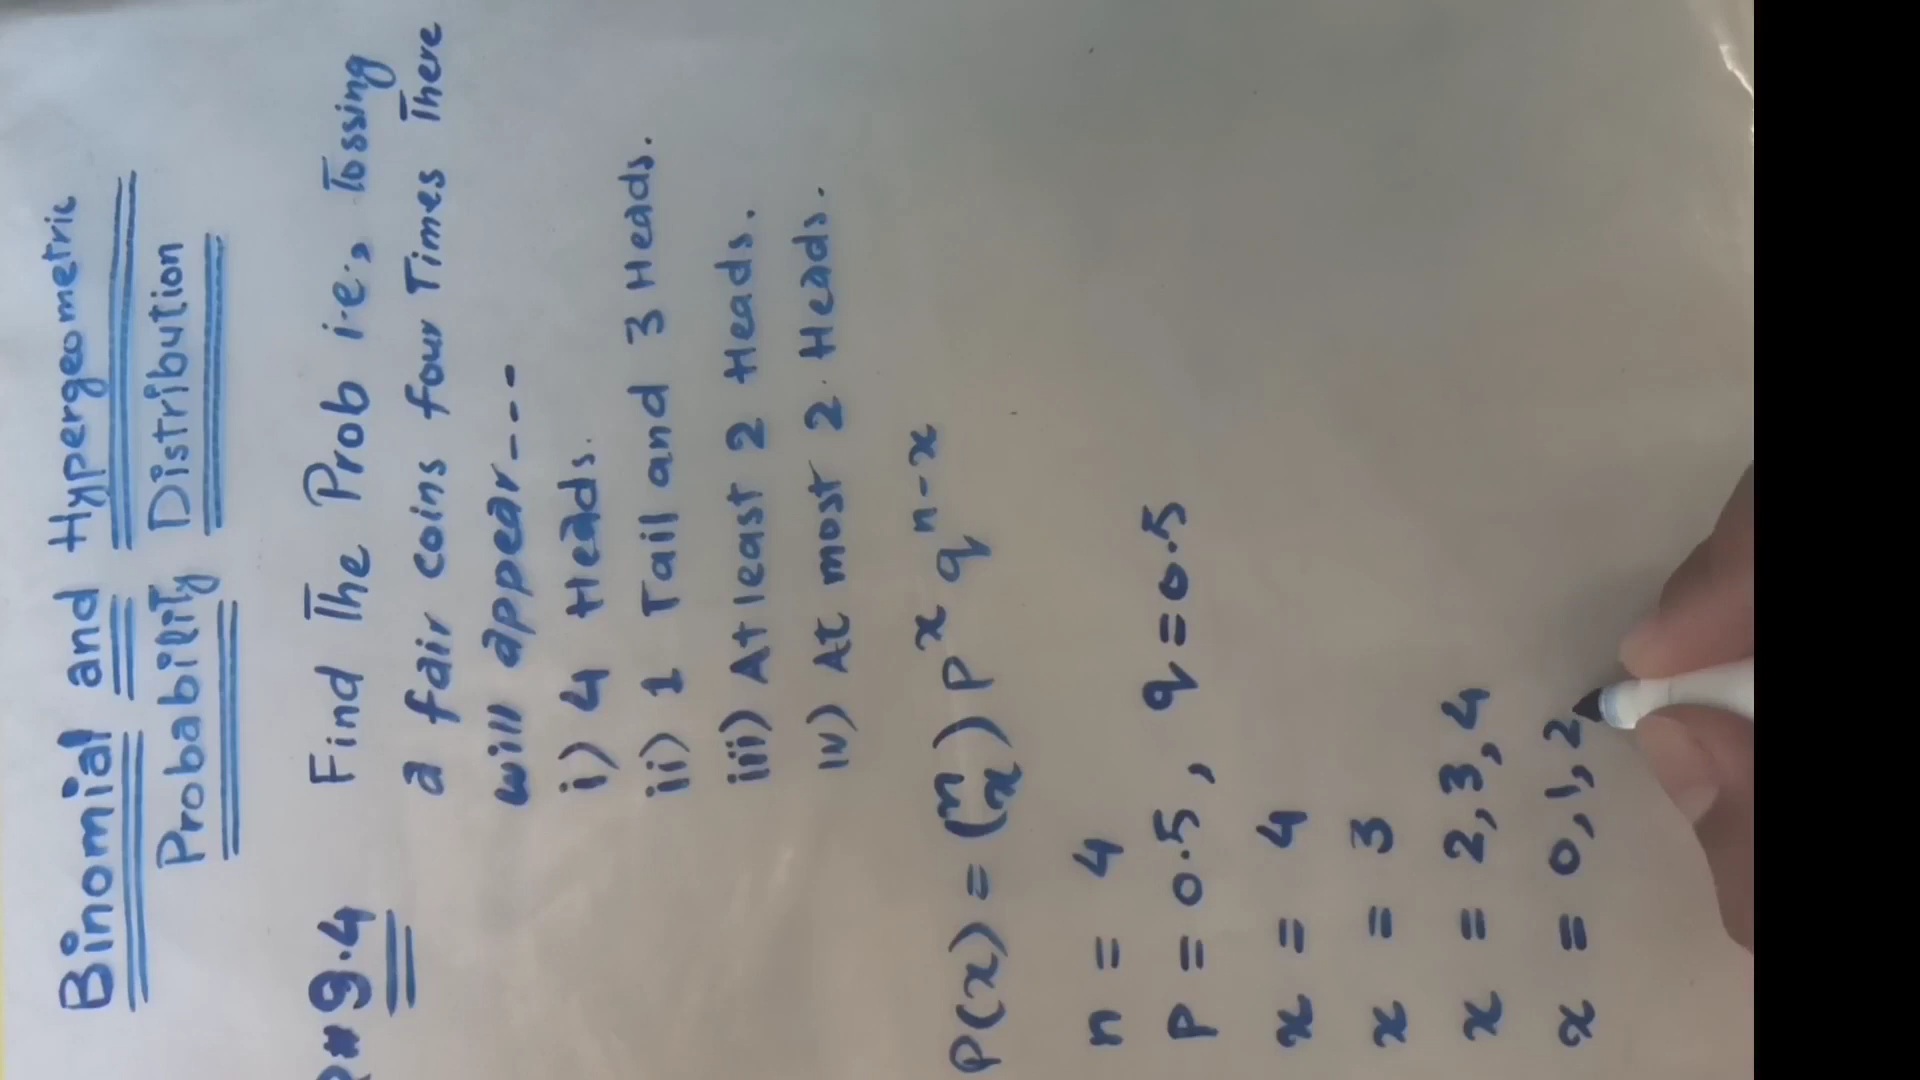 Binomial and Hypergeometric
Probability Distribution
P#9.4 Find The Prob i.e., Tossing
a fair coins four Times There
will appear----
i) 4 Heads.
ii) 1 Tail and 3 Heads.
iii) At least 2 Heads.
iv) At most 2 Heads.
P(x) = (n x) P^x q^n-x
n = 4
P = 0.5, q = 0.5
x = 4
x = 3
x = 2,3,4
x = 0,1,2